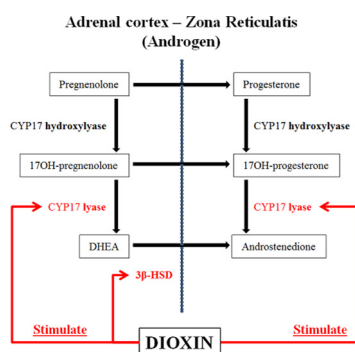 Adrenal cortex – Zona Reticulatis
(Androgen)
Pregnenolone
Progesterone
CYP17 hydroxylyase
CYP17 hydroxylyase
17OH-pregnenolone
17OH-progesterone
CYP17 lyase
CYP17 lyase
DHEA
Androstenedione
3β-HSD
Stimulate
Stimulate
DIOXIN